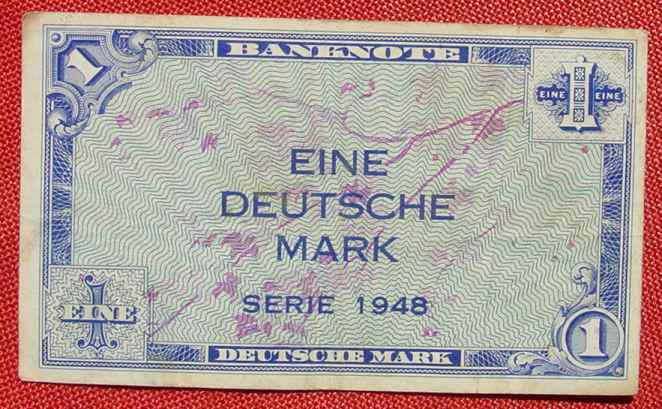 1
BANKNOTE
EINE 1 EINE
EINE
DEUTSCHE
MARK
SERIE 1948
1
EINE
DEUTSCHE MARK
1